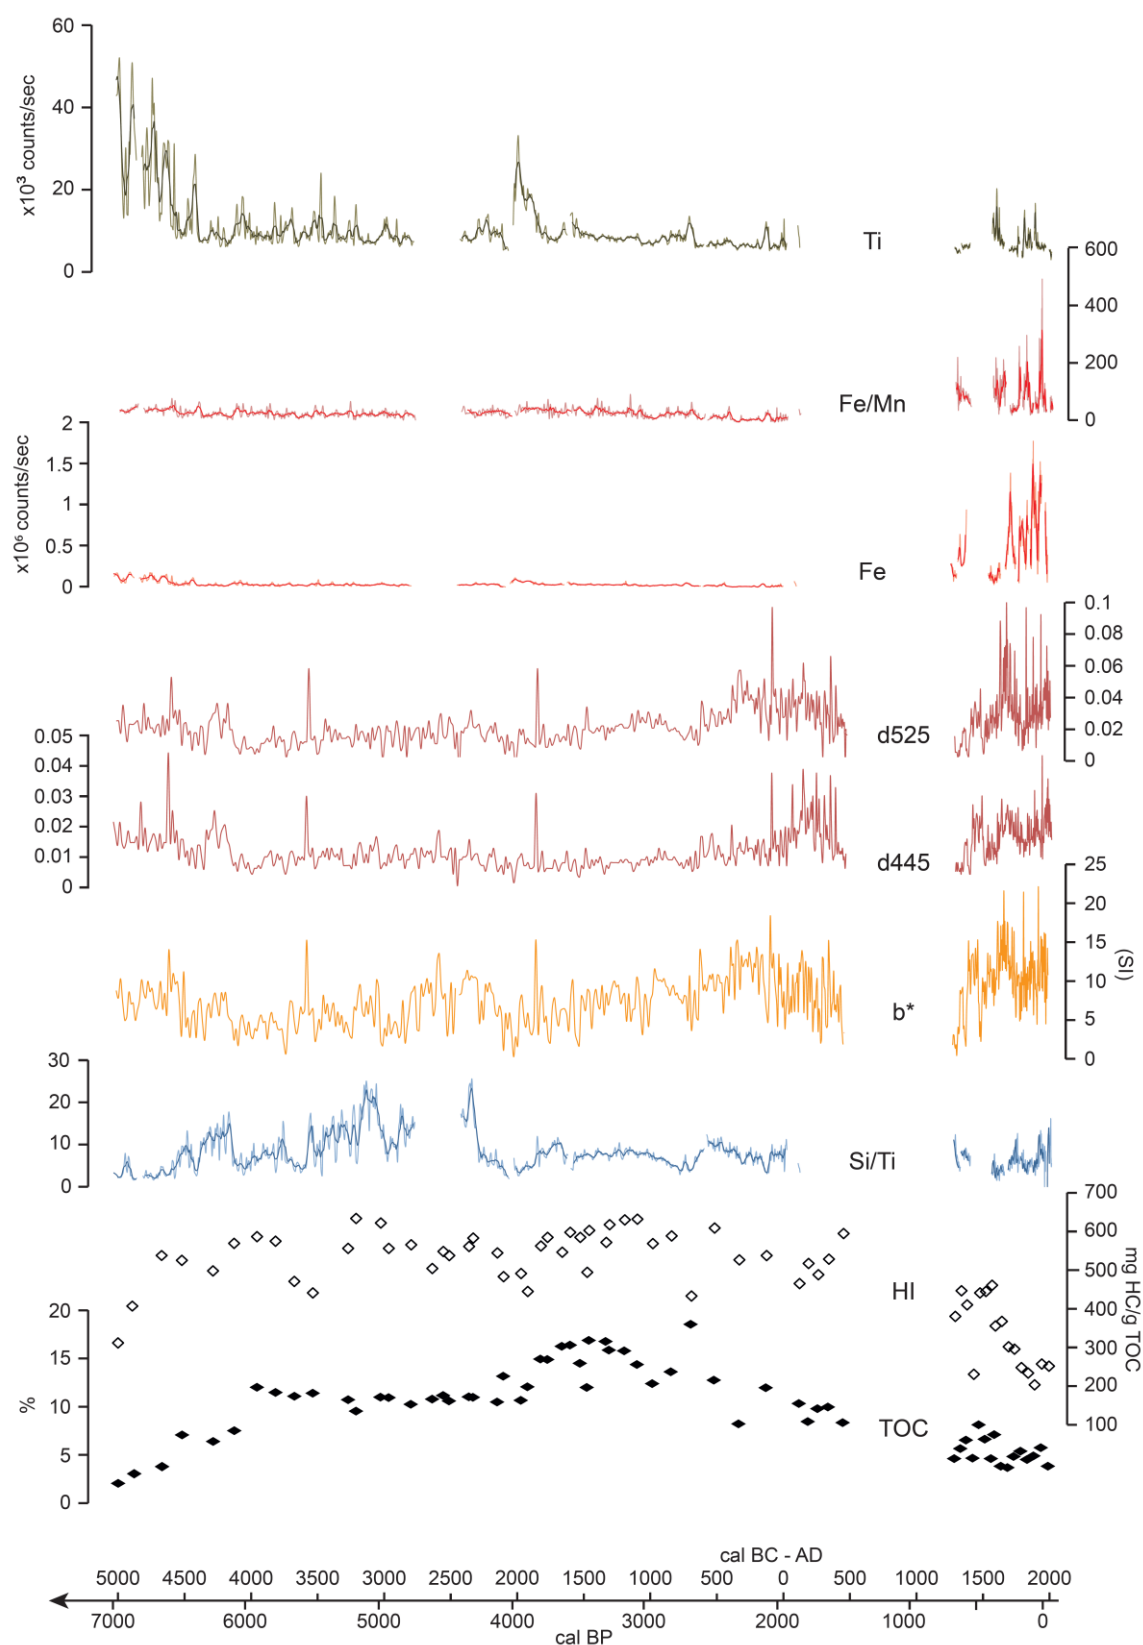 60
40
20
0
x10³ counts/sec
Ti
600
400
200
0
Fe/Mn
2
1.5
1
0.5
0
x10⁶ counts/sec
Fe
0.1
0.08
0.06
0.04
0.02
0
d525
0.05
0.04
0.03
0.02
0.01
0
d445
25
20
15
10
5
0
(SI)
b*
30
20
10
0
Si/Ti
700
600
500
400
300
200
100
mg HC/g TOC
HI
20
15
10
5
0
%
TOC
cal BC - AD
5000 4500 4000 3500 3000 2500 2000 1500 1000 500 0 500 1000 1500 2000
7000 6000 5000 4000 3000 2000 1000 0
cal BP